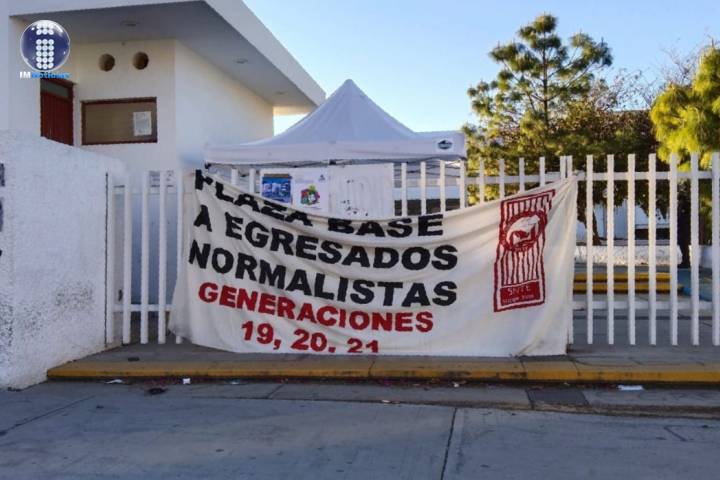 IMNoticias
PLAZA BASE
A EGRESADOS
NORMALISTAS
GENERACIONES
19, 20, 21
SNTE